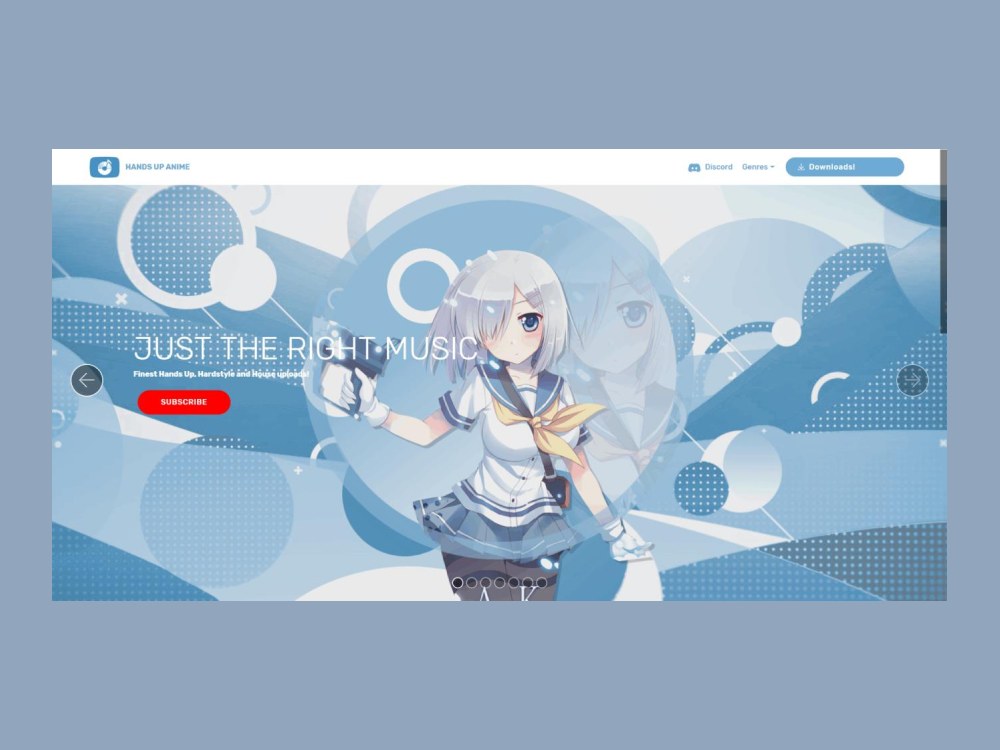 HANDS UP ANIME
Discord Genres Downloads!
JUST THE RIGHT MUSIC
Finest Hands Up, Hardstyle and House uploads!
SUBSCRIBE
A K